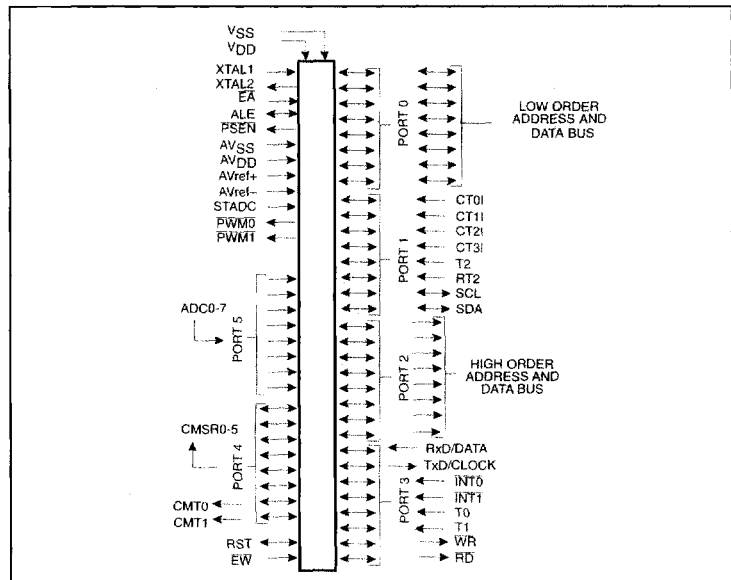 VSS
VDD
XTAL1
XTAL2
EA
ALE
PSEN
AVSS
AVDD
AVref+
AVref–
STADC
PWM0
PWM1
ADC0-7
PORT 5
CMSR0-5
PORT 4
CMT0
CMT1
RST
EW
PORT 0
LOW ORDER
ADDRESS AND
DATA BUS
PORT 1
CT0I
CT1I
CT2I
CT3I
T2
RT2
SCL
SDA
PORT 2
HIGH ORDER
ADDRESS AND
DATA BUS
PORT 3
RxD/DATA
TxD/CLOCK
INT0
INT1
T0
T1
WR
RD